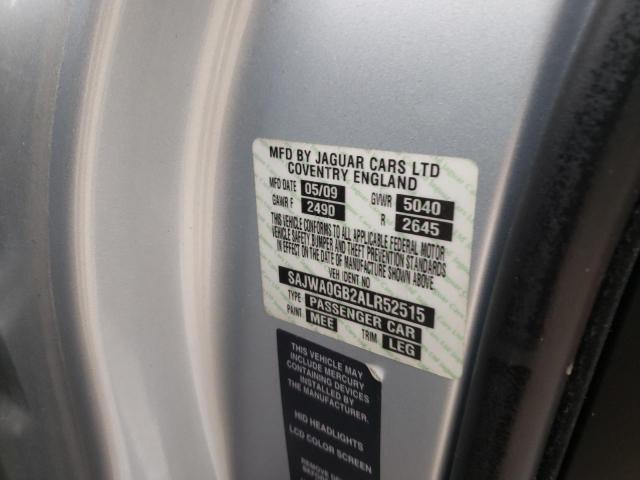 MFD BY JAGUAR CARS LTD
COVENTRY ENGLAND
MFD DATE 05/09 GVWR 5040
GAWR F 2490 R 2645
THIS VEHICLE CONFORMS TO ALL APPLICABLE FEDERAL MOTOR
VEHICLE SAFETY BUMPER AND THEFT PREVENTION STANDARDS
IN EFFECT ON THE DATE OF MANUFACTURE SHOWN ABOVE.
VEH IDENT NO
SAJWA0GB2ALR52515
TYPE PASSENGER CAR
PAINT MEE TRIM LEG
THIS VEHICLE MAY
INCLUDE MERCURY
CONTAINING DEVICES
INSTALLED BY
THE MANUFACTURER.
HID HEADLIGHTS
LCD COLOR SCREEN
REMOVE
BEFORE